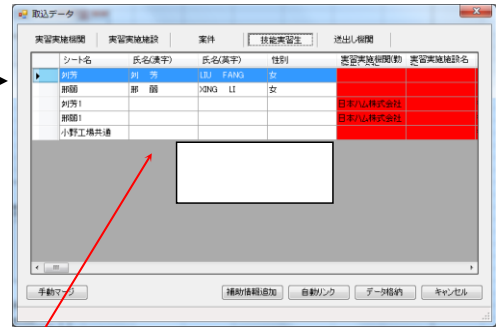 取込データ
実習実施機関 実習実施施設 案件 技能実習生 送出し機関
シート名 氏名(漢字) 氏名(英字) 性別 実習実施機関(動 実習実施施設名
刘芳 刘 芳 LIU FANG 女
邢丽 邢 丽 XING LI 女
刘芳1 日本ハム株式会社
邢丽1 日本ハム株式会社
小野工場共通
手動マージ 補助情報追加 自動リンク データ格納 キャンセル